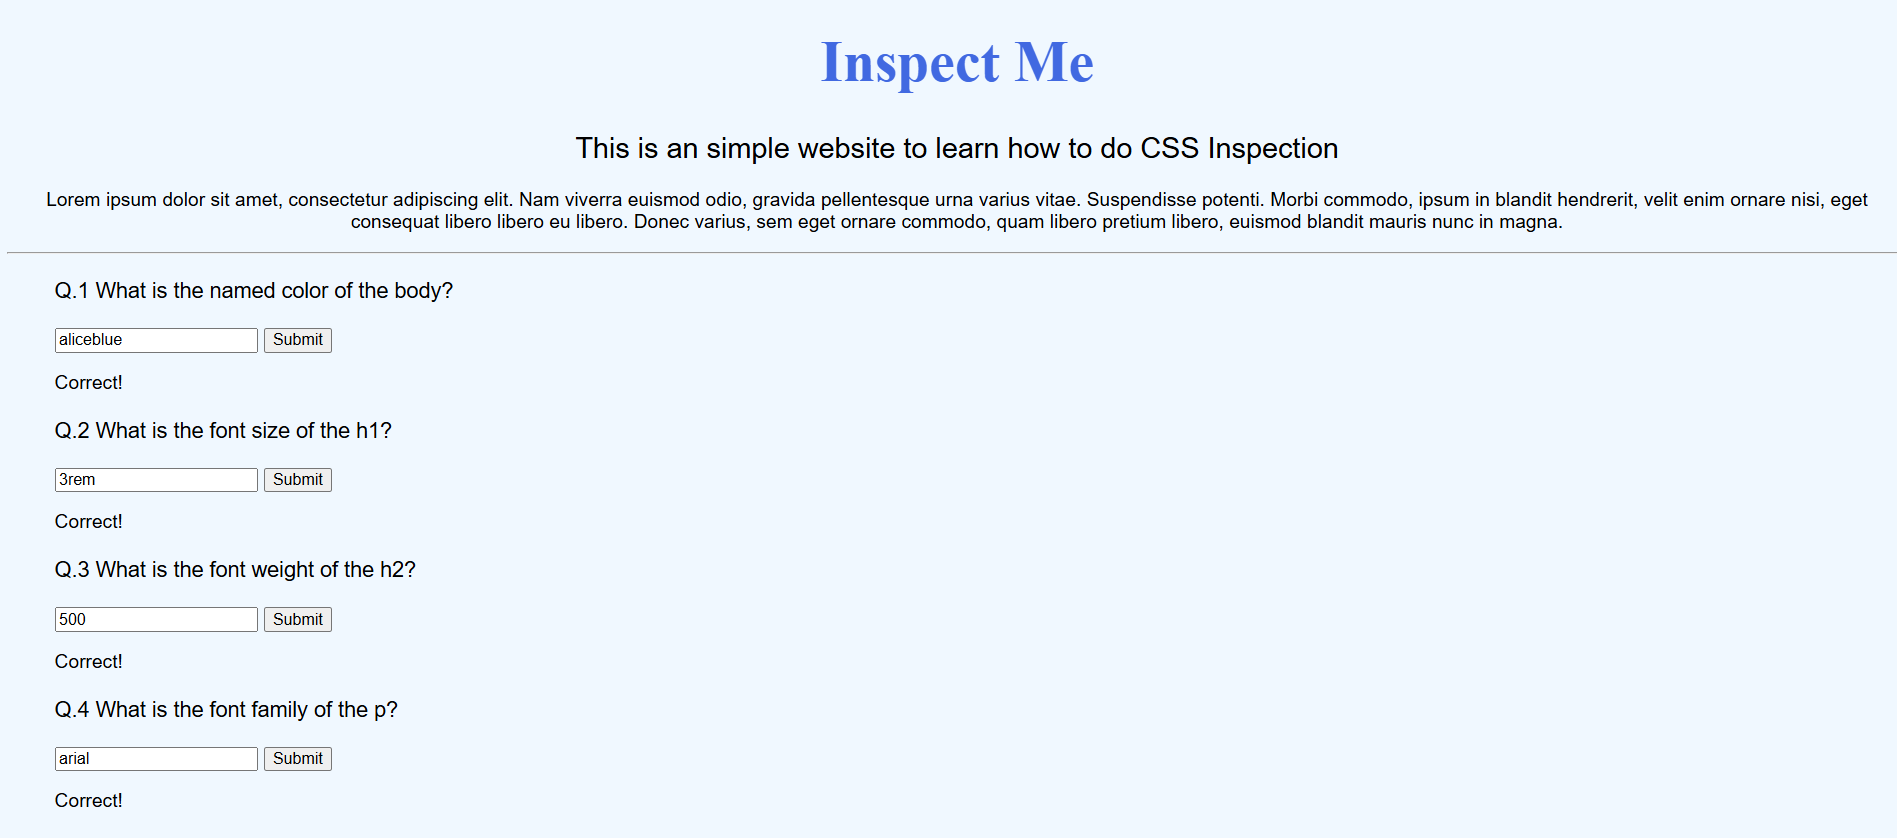 Inspect Me
This is an simple website to learn how to do CSS Inspection
Lorem ipsum dolor sit amet, consectetur adipiscing elit. Nam viverra euismod odio, gravida pellentesque urna varius vitae. Suspendisse potenti. Morbi commodo, ipsum in blandit hendrerit, velit enim ornare nisi, eget
consequat libero libero eu libero. Donec varius, sem eget ornare commodo, quam libero pretium libero, euismod blandit mauris nunc in magna.
Q.1 What is the named color of the body?
aliceblue Submit
Correct!
Q.2 What is the font size of the h1?
3rem Submit
Correct!
Q.3 What is the font weight of the h2?
500 Submit
Correct!
Q.4 What is the font family of the p?
arial Submit
Correct!